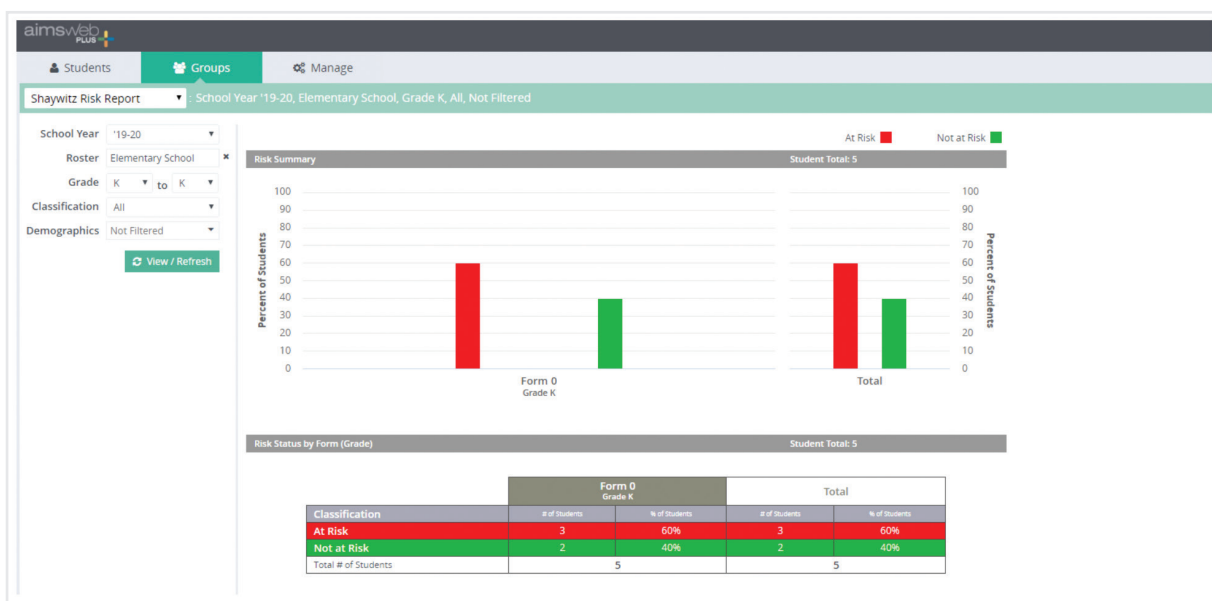 aimsweb
PLUS
Students Groups Manage
Shaywitz Risk Report : School Year '19-20, Elementary School, Grade K, All, Not Filtered
School Year '19-20
Roster Elementary School
Grade K to K
Classification All
Demographics Not Filtered
View / Refresh
At Risk Not at Risk
Risk Summary Student Total: 5
100 100
90 90
80 80
70 70
60 60
50 50
40 40
30 30
20 20
10 10
0 0
Percent of Students
Percent of Students
Form 0 Total
Grade K
Risk Status by Form (Grade) Student Total: 5
Form 0 Total
Grade K
Classification # of Students % of Students # of Students % of Students
At Risk 3 60% 3 60%
Not at Risk 2 40% 2 40%
Total # of Students 5 5